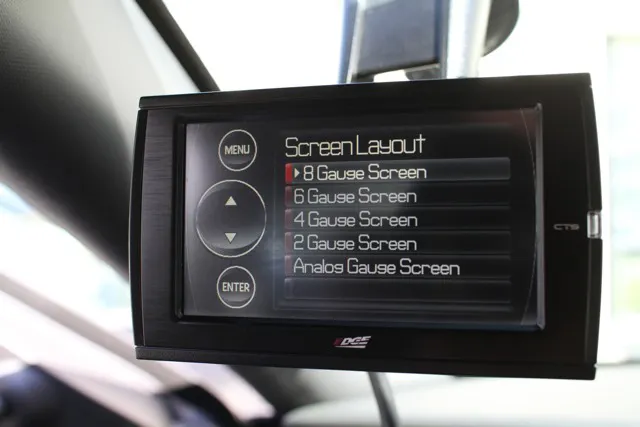 MENU
Screen Layout
8 Gauge Screen
6 Gauge Screen
4 Gauge Screen
2 Gauge Screen
Analog Gauge Screen
ENTER
CTS
EDGE